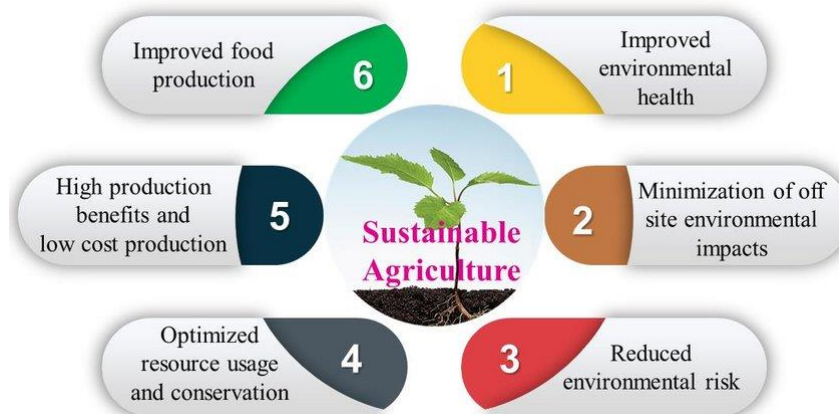 Improved food
production
6
1
Improved
environmental
health
High production
benefits and
low cost production
5
Sustainable
Agriculture
2
Minimization of off
site environmental
impacts
Optimized
resource usage
and conservation
4
3
Reduced
environmental risk